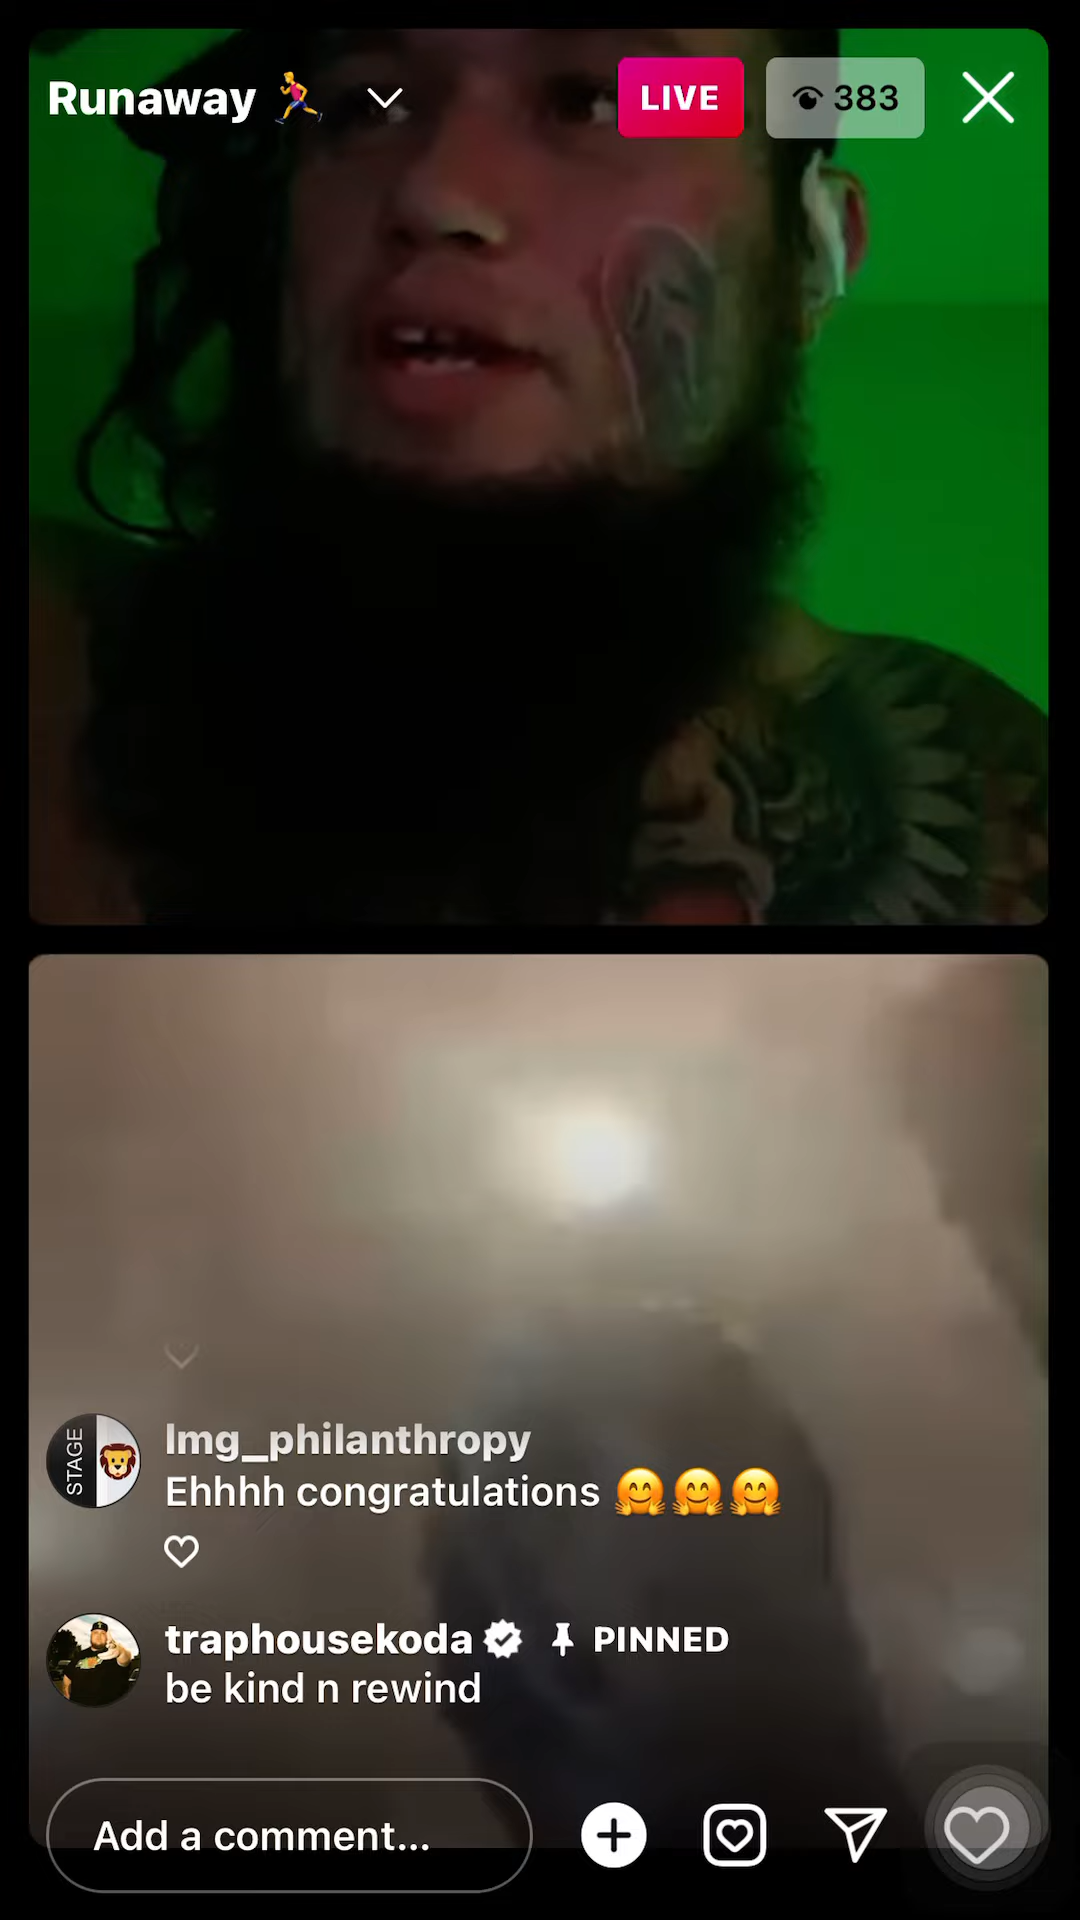 Runaway 🏃
LIVE
383
STAGE
lmg_philanthropy
Ehhhh congratulations 🤗🤗🤗
traphousekoda PINNED
be kind n rewind
Add a comment...